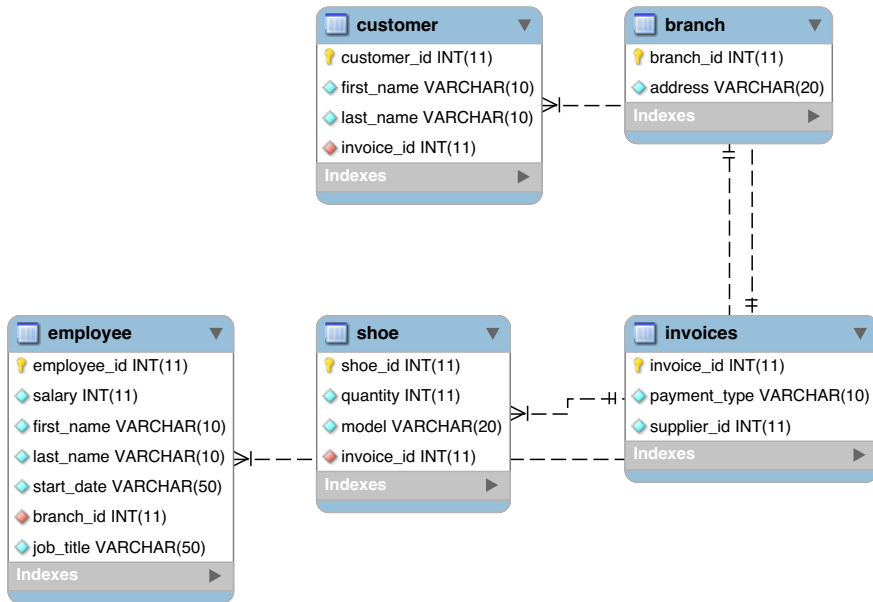 customer
customer_id INT(11)
first_name VARCHAR(10)
last_name VARCHAR(10)
invoice_id INT(11)
Indexes
branch
branch_id INT(11)
address VARCHAR(20)
Indexes
employee
employee_id INT(11)
salary INT(11)
first_name VARCHAR(10)
last_name VARCHAR(10)
start_date VARCHAR(50)
branch_id INT(11)
job_title VARCHAR(50)
Indexes
shoe
shoe_id INT(11)
quantity INT(11)
model VARCHAR(20)
invoice_id INT(11)
Indexes
invoices
invoice_id INT(11)
payment_type VARCHAR(10)
supplier_id INT(11)
Indexes